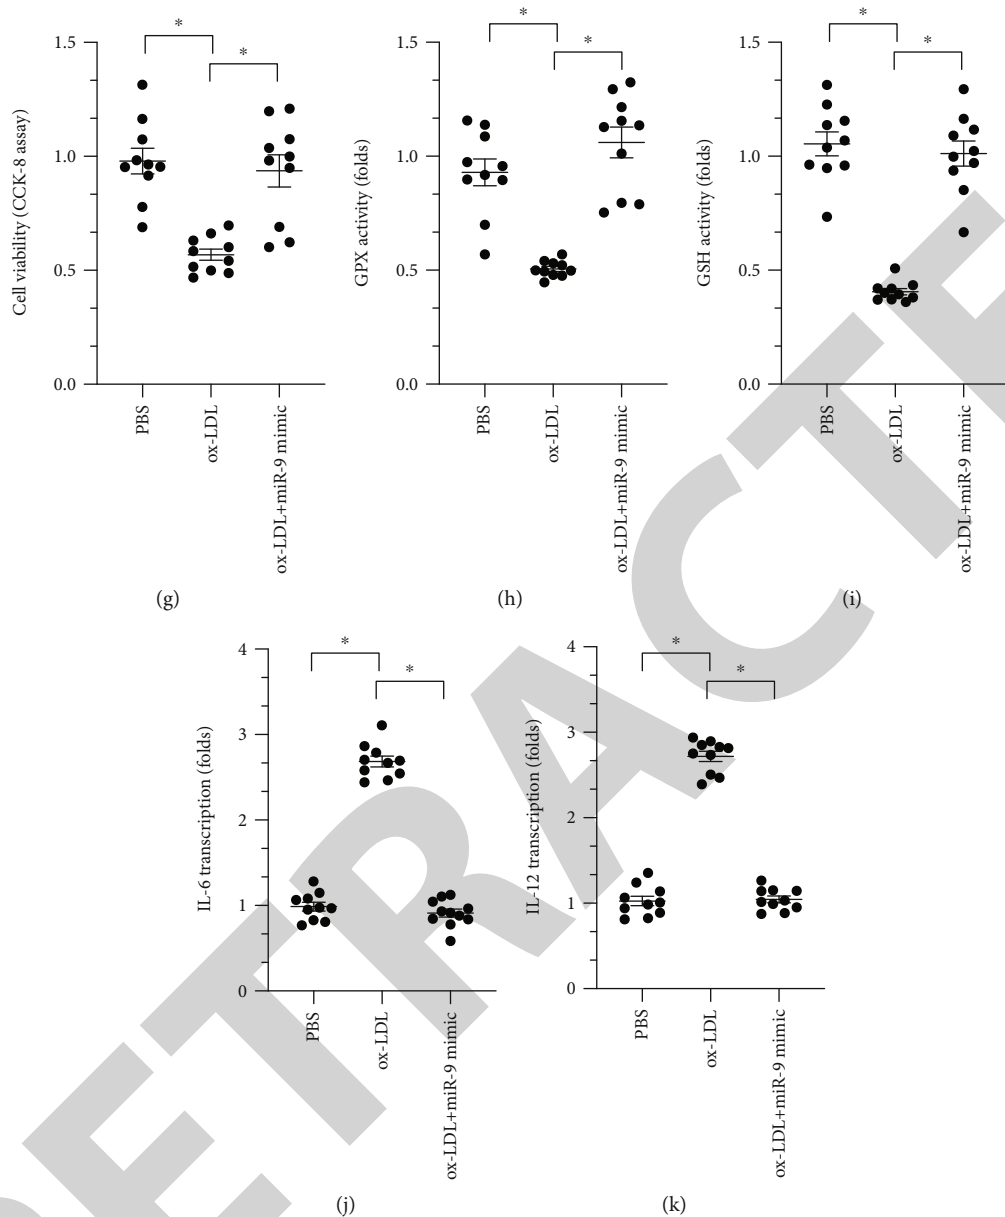 * *
1.5
1.0
0.5
0.0
Cell viability (CCK-8 assay)
PBS
ox-LDL
ox-LDL+miR-9 mimic
(g)
* *
1.5
1.0
0.5
0.0
GPX activity (folds)
PBS
ox-LDL
ox-LDL+miR-9 mimic
(h)
* *
1.5
1.0
0.5
0.0
GSH activity (folds)
PBS
ox-LDL
ox-LDL+miR-9 mimic
(i)
* *
4
3
2
1
0
IL-6 transcription (folds)
PBS
ox-LDL
ox-LDL+miR-9 mimic
(j)
* *
4
3
2
1
0
IL-12 transcription (folds)
PBS
ox-LDL
ox-LDL+miR-9 mimic
(k)
RETRACTE